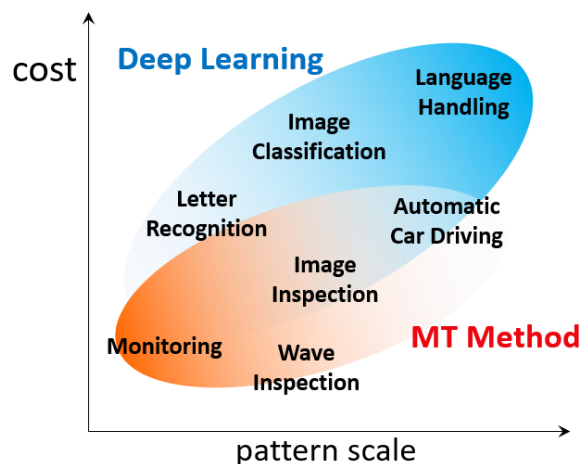 cost
Deep Learning
Language
Handling
Image
Classification
Letter
Recognition
Automatic
Car Driving
Image
Inspection
MT Method
Monitoring
Wave
Inspection
pattern scale